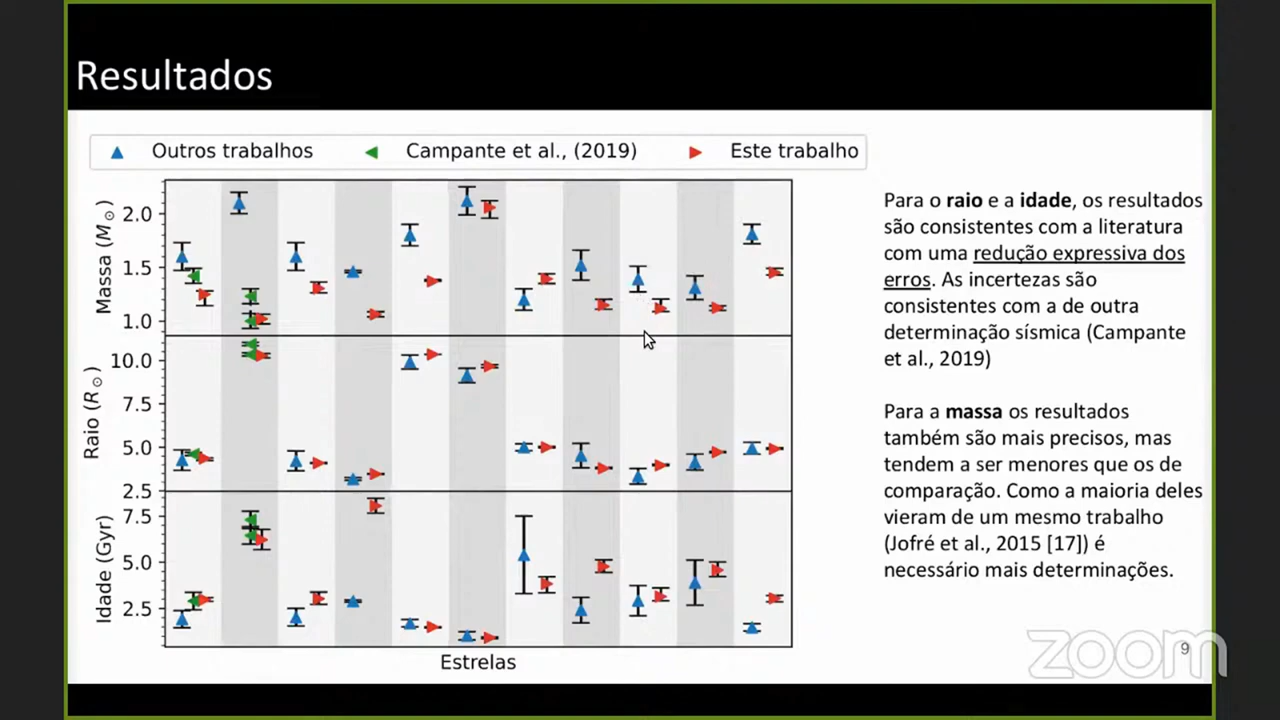 Resultados
Outros trabalhos
Campante et al., (2019)
Este trabalho
Massa (M☉)
2.0
1.5
1.0
Raio (R☉)
10.0
7.5
5.0
2.5
Idade (Gyr)
7.5
5.0
2.5
Estrelas
Para o raio e a idade, os resultados
são consistentes com a literatura
com uma redução expressiva dos
erros. As incertezas são
consistentes com a de outra
determinação sísmica (Campante
et al., 2019)
Para a massa os resultados
também são mais precisos, mas
tendem a ser menores que os de
comparação. Como a maioria deles
vieram de um mesmo trabalho
(Jofré et al., 2015 [17]) é
necessário mais determinações.
9
zoom